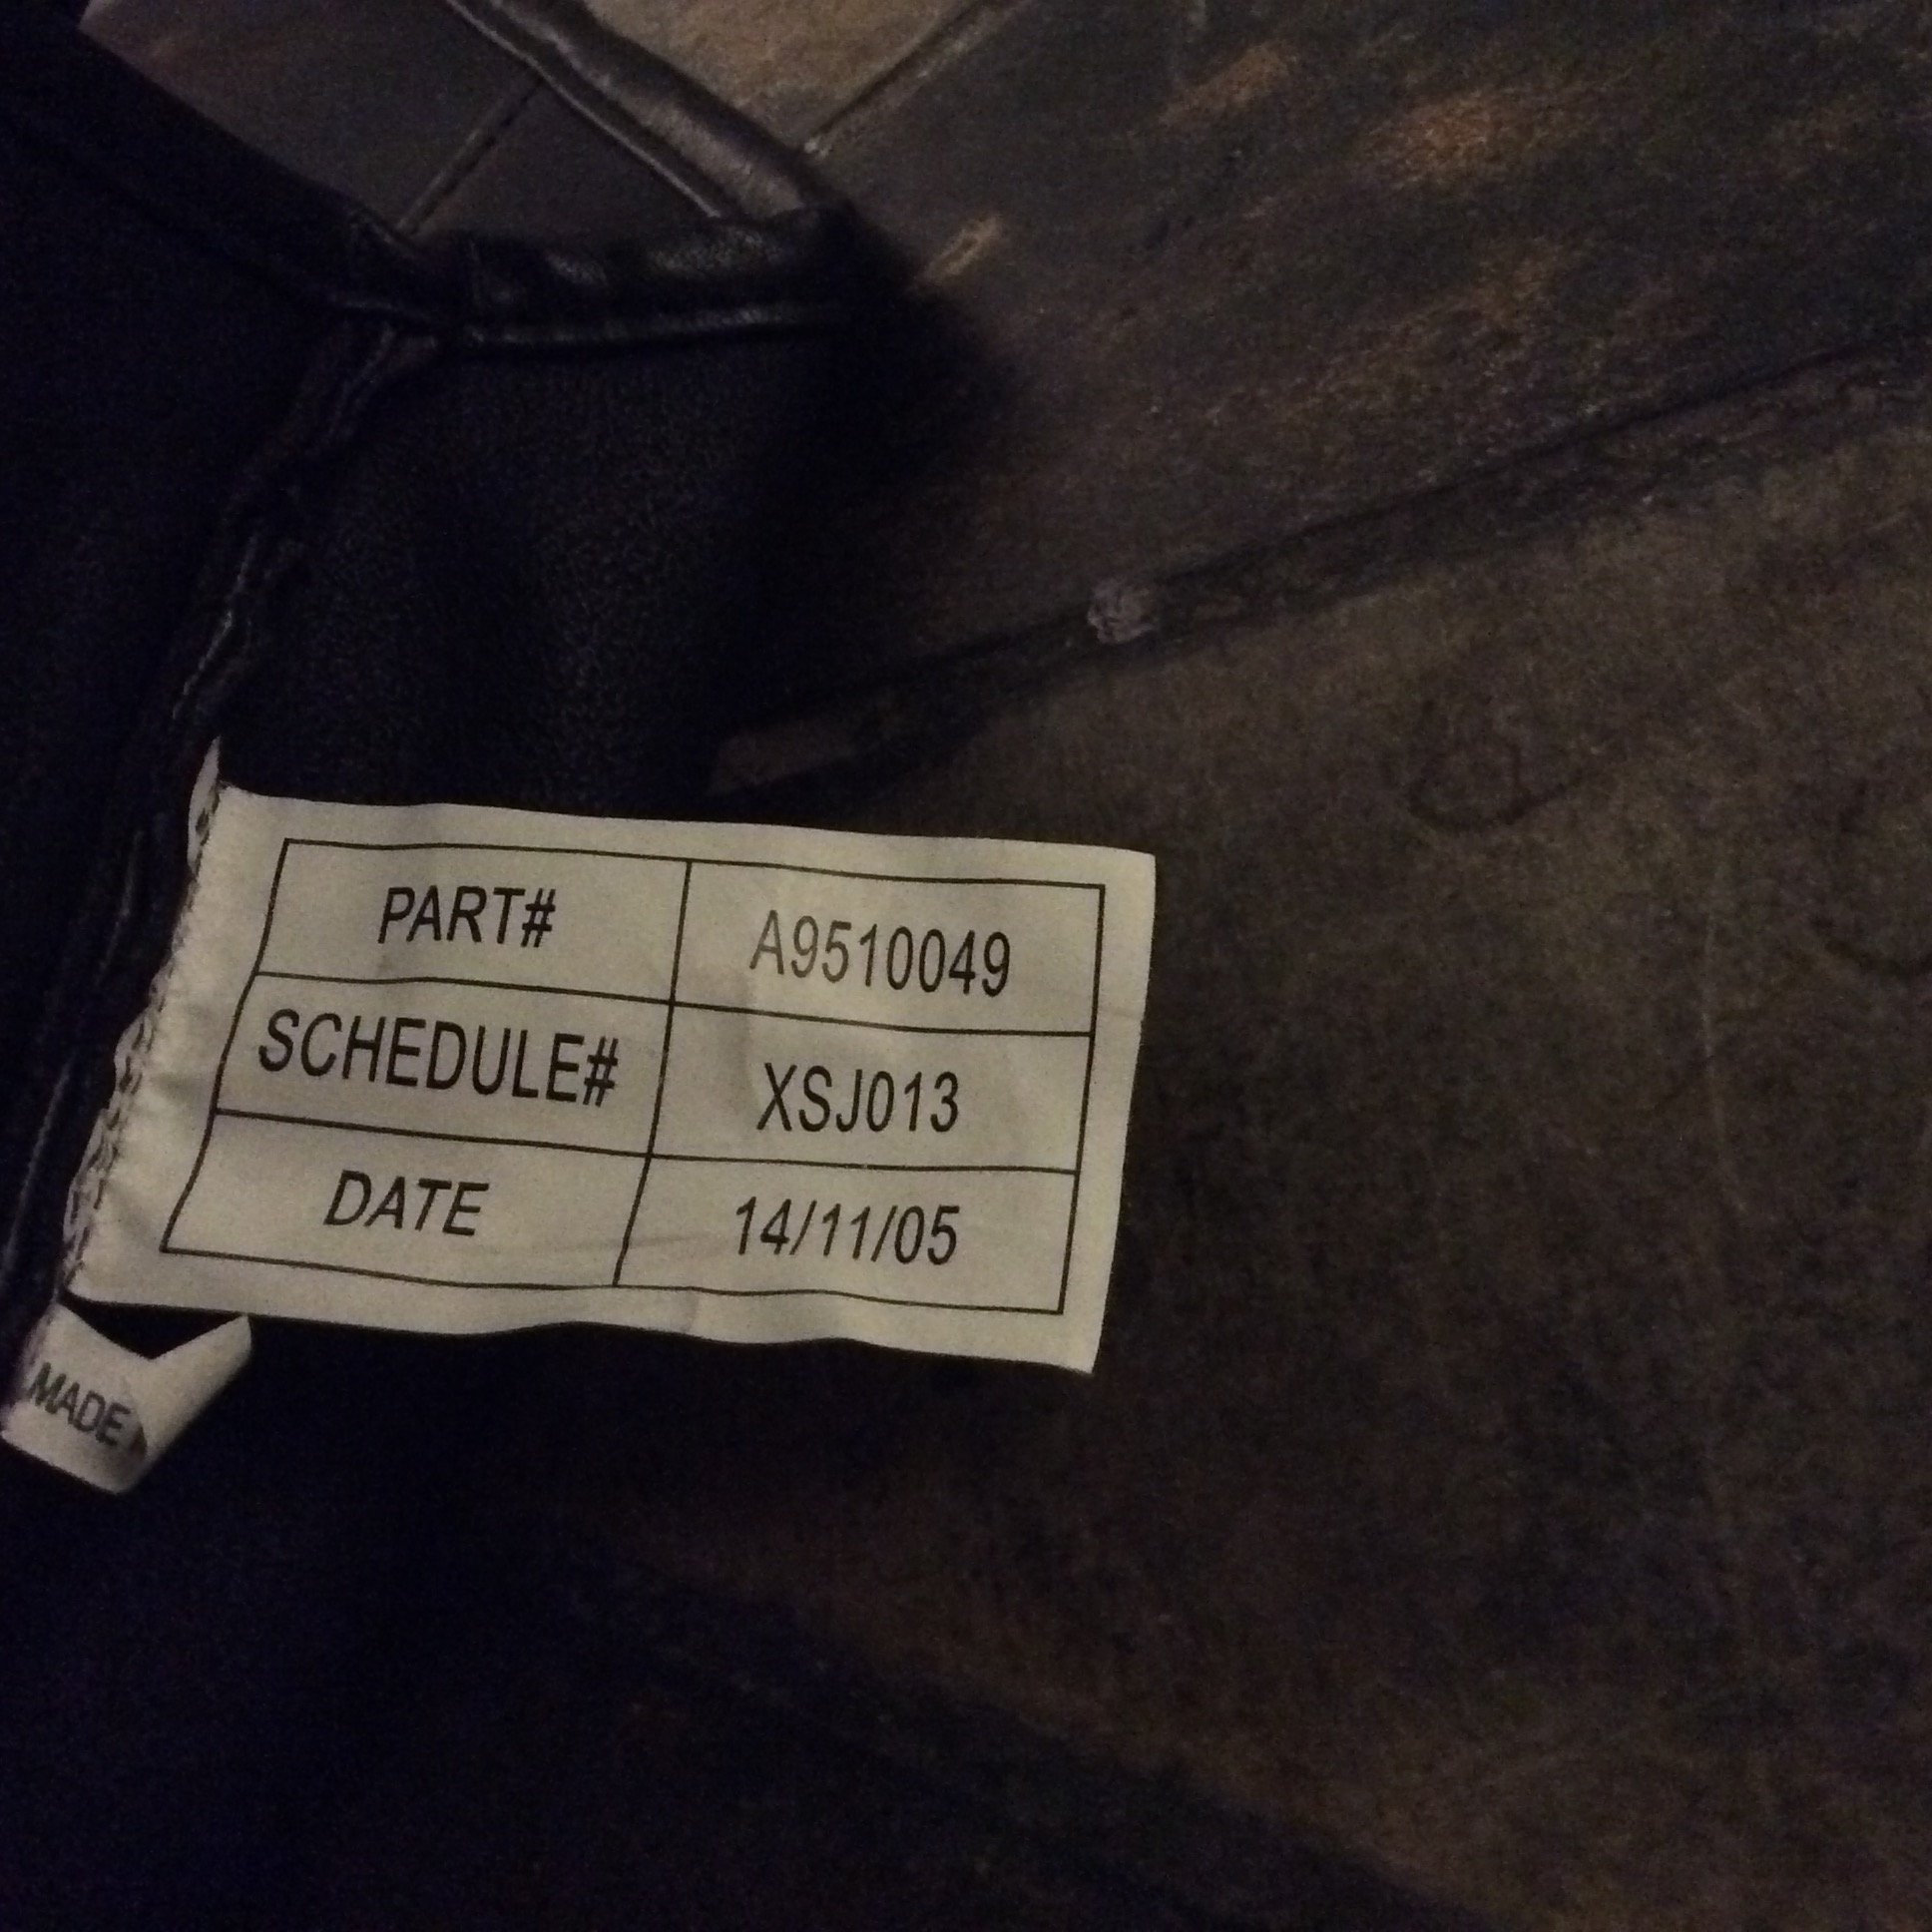 PART# A9510049
SCHEDULE# XSJ013
DATE 14/11/05
MADE